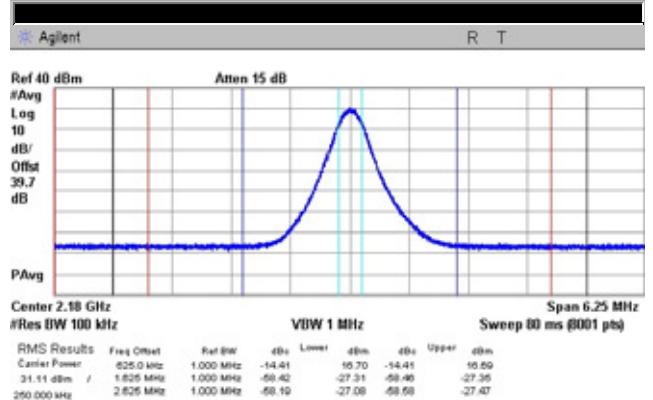 Agilent R T
Ref 40 dBm Atten 15 dB
#Avg
Log
10
dB/
Offst
39.7
dB
PAvg
Center 2.18 GHz Span 6.25 MHz
#Res BW 100 kHz VBW 1 MHz Sweep 80 ms (8001 pts)
RMS Results Freq Offset Ref BW dBc Lower dBm dBc Upper dBm
Carrier Power 625.0 kHz 1.000 MHz -14.41 16.70 -14.41 16.69
31.11 dBm / 1.625 MHz 1.000 MHz -58.42 -27.31 -58.46 -27.35
250.000 kHz 2.625 MHz 1.000 MHz -58.19 -27.08 -58.58 -27.47